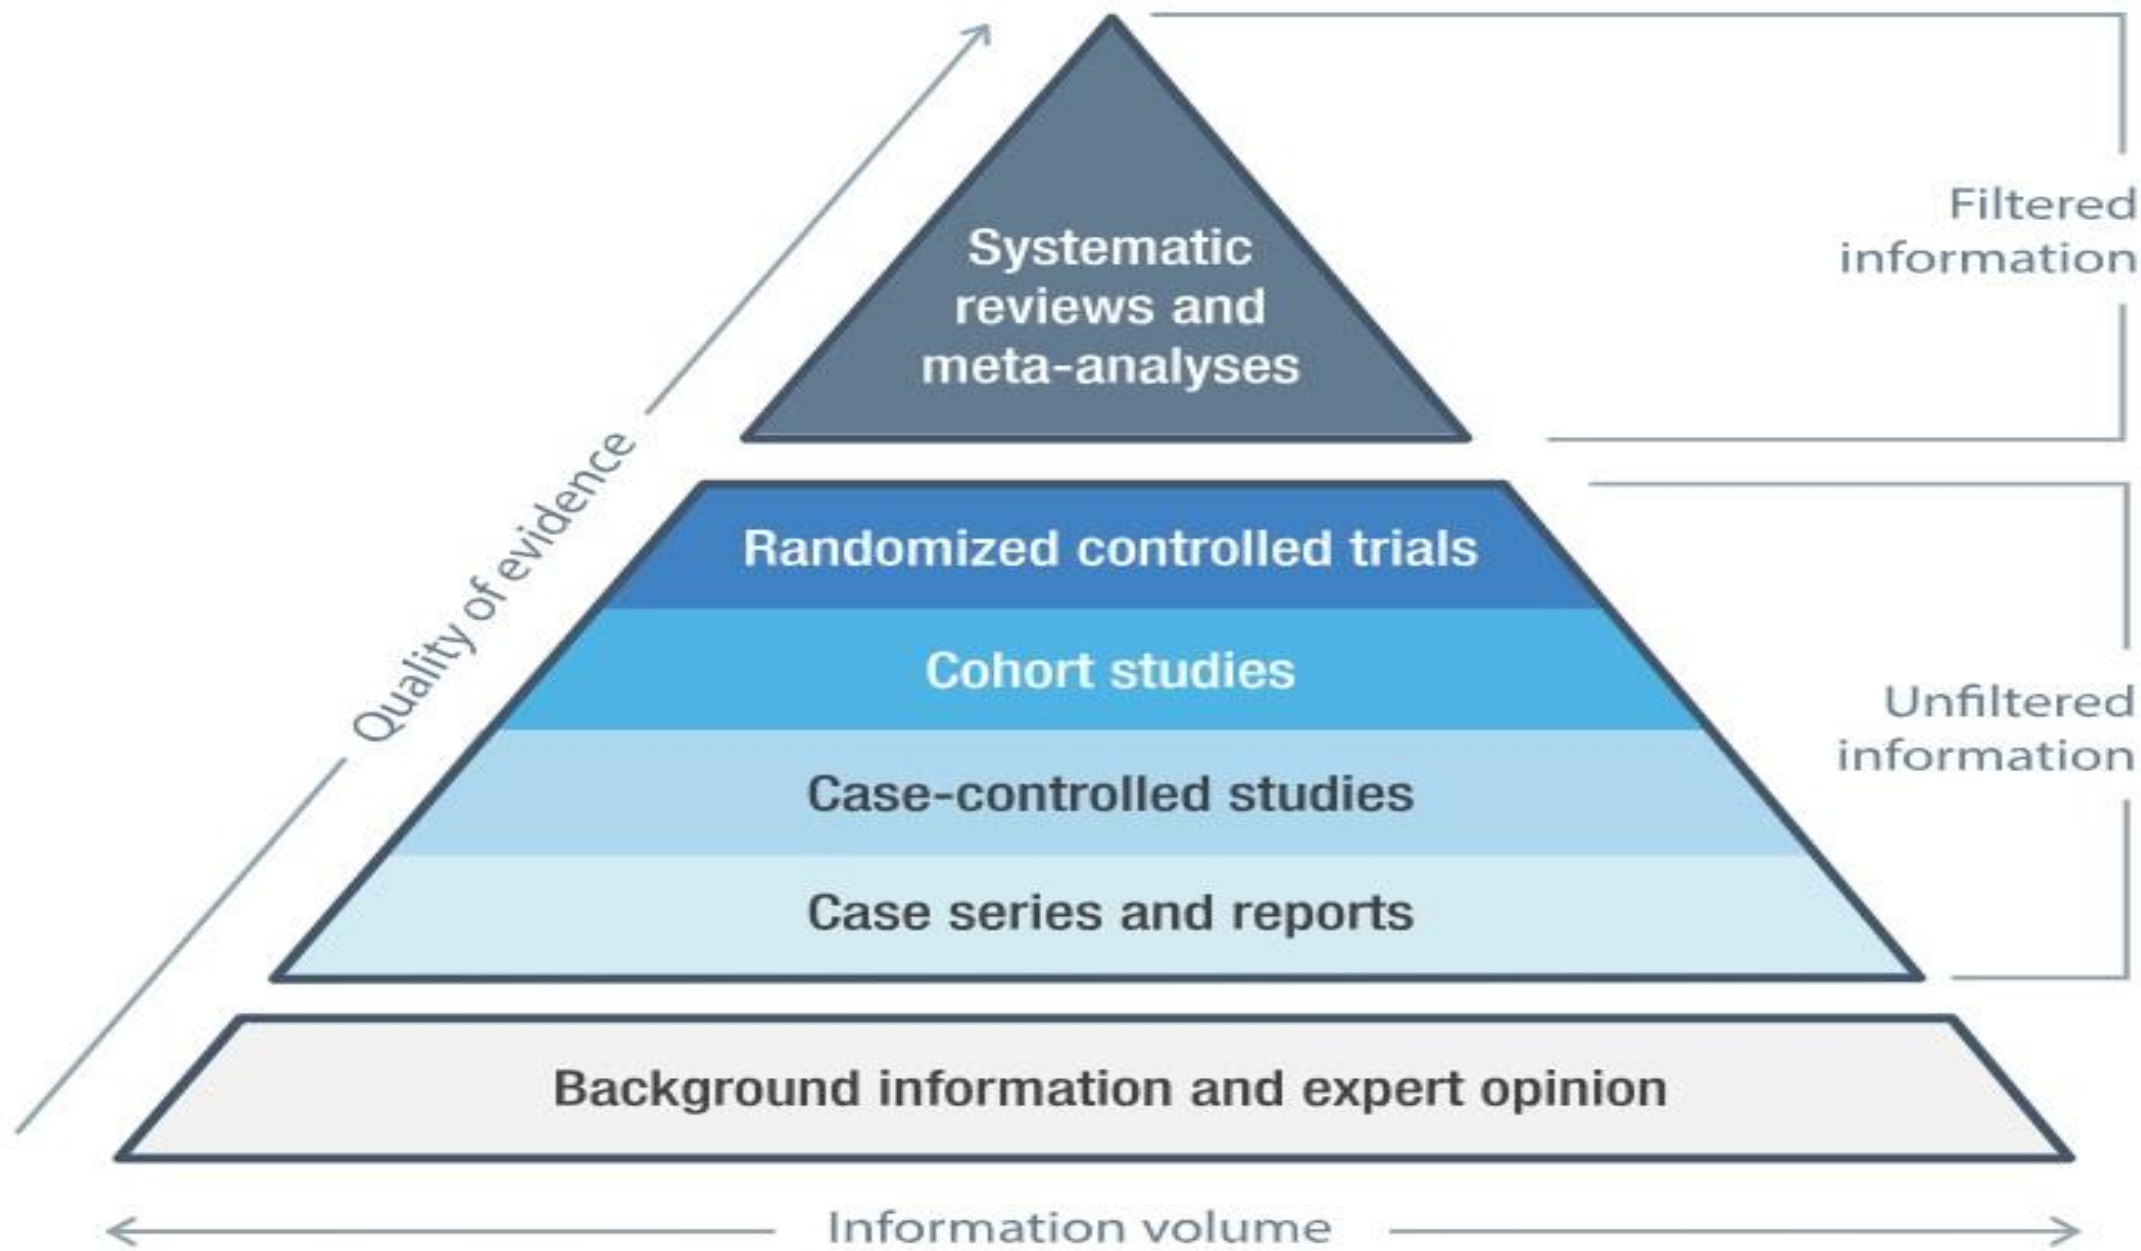 Systematic
reviews and
meta-analyses
Filtered
information
Quality of evidence
Randomized controlled trials
Cohort studies
Case-controlled studies
Case series and reports
Unfiltered
information
Background information and expert opinion
Information volume